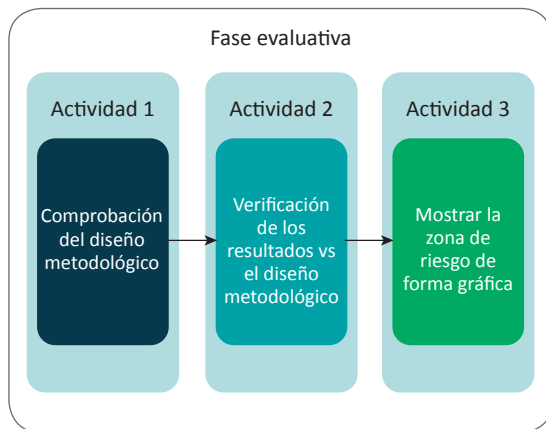 Fase evaluativa
Actividad 1
Comprobación
del diseño
metodológico
Actividad 2
Verificación
de los
resultados vs
el diseño
metodológico
Actividad 3
Mostrar la
zona de
riesgo de
forma gráfica